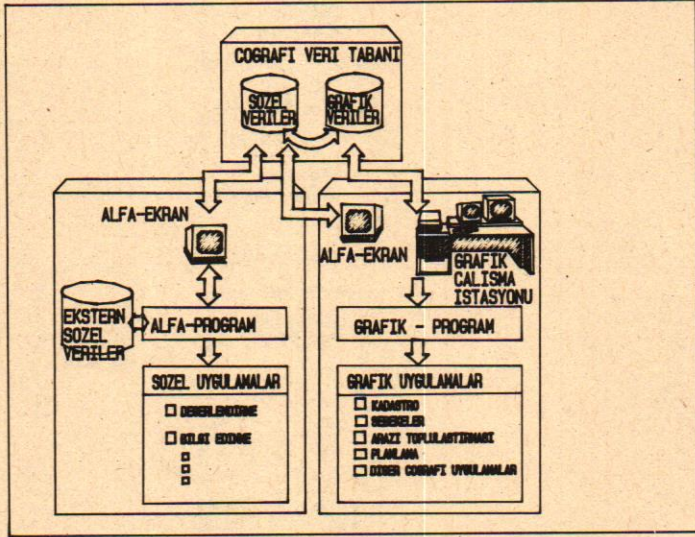 COGRAFI VERI TABANI
SOZEL
VERILER
GRAFIK
VERILER
ALFA-EKRAN
ALFA-EKRAN
GRAFIK
CALISMA
ISTASYONU
EKSTERN
SOZEL
VERILER
ALFA-PROGRAM
GRAFIK - PROGRAM
SOZEL UYGULAMALAR
DEGERLENDIRME
BILGI EDINME
GRAFIK UYGULAMALAR
KADASTRO
SEBEKELER
ARAZI TOPLULASTIRMASI
PLANLAMA
DIGER COGRAFI UYGULAMALAR